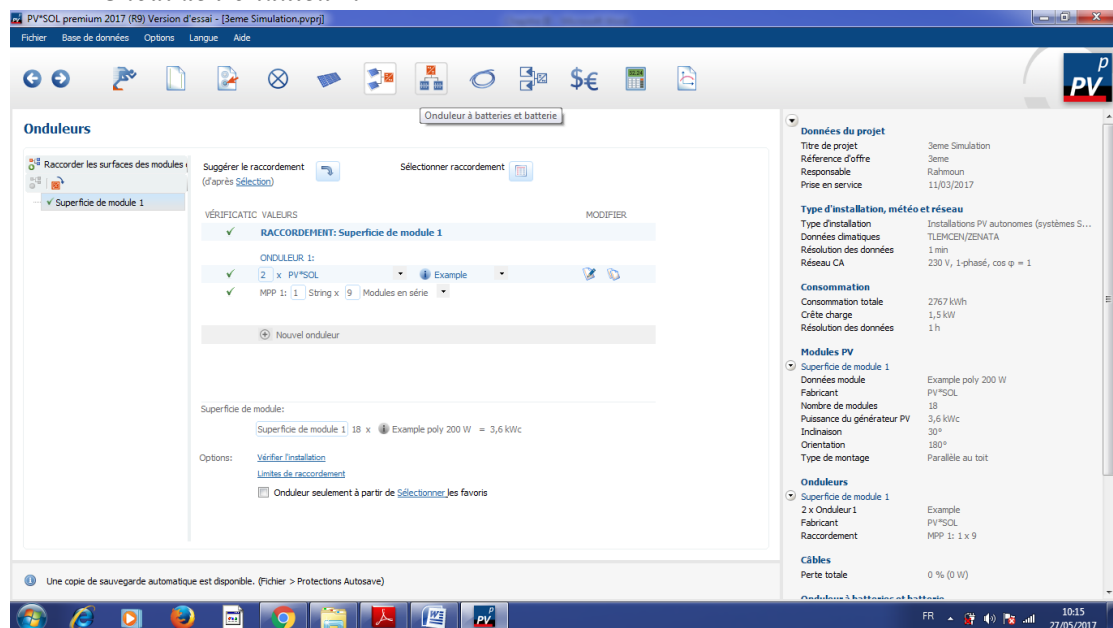 PV*SOL premium 2017 (R9) Version d'essai - [3eme Simulation.pvprj]
Fichier Base de données Options Langue Aide
$€
p
PV
Onduleur à batteries et batterie
Onduleurs
Raccorder les surfaces des modules
Superficie de module 1
Suggérer le raccordement
(d'après Sélection)
Sélectionner raccordement
VÉRIFICATIC VALEURS MODIFIER
RACCORDEMENT: Superficie de module 1
ONDULEUR 1:
2 x PV*SOL Example
MPP 1: 1 String x 9 Modules en série
Nouvel onduleur
Superficie de module:
Superficie de module 1 18 x Example poly 200 W = 3,6 kWc
Options: Vérifier l'installation
Limites de raccordement
Onduleur seulement à partir de Sélectionner les favoris
Données du projet
Titre de projet 3eme Simulation
Réference d'offre 3eme
Responsable Rahmoun
Prise en service 11/03/2017
Type d'installation, météo et réseau
Type d'installation Installations PV autonomes (systèmes S...
Données climatiques TLEMCEN/ZENATA
Résolution des données 1 min
Réseau CA 230 V, 1-phasé, cos φ = 1
Consommation
Consommation totale 2767 kWh
Crête charge 1,5 kW
Résolution des données 1 h
Modules PV
Superficie de module 1
Données module Example poly 200 W
Fabricant PV*SOL
Nombre de modules 18
Puissance du générateur PV 3,6 kWc
Inclinaison 30°
Orientation 180°
Type de montage Parallèle au toit
Onduleurs
Superficie de module 1
2 x Onduleur1 Example
Fabricant PV*SOL
Raccordement MPP 1: 1 x 9
Câbles
Perte totale 0 % (0 W)
Onduleur à batteries et batterie
Une copie de sauvegarde automatique est disponible. (Fichier > Protections Autosave)
PV
FR 10:15
27/05/2017